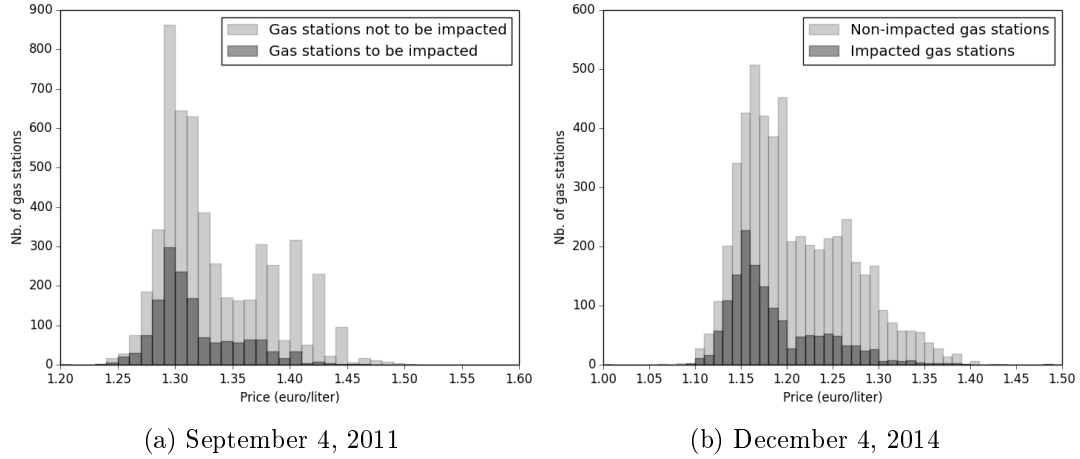 Nb. of gas stations
900
800
700
600
500
400
300
200
100
0
Gas stations not to be impacted
Gas stations to be impacted
1.20 1.25 1.30 1.35 1.40 1.45 1.50 1.55 1.60
Price (euro/liter)
(a) September 4, 2011
Nb. of gas stations
600
500
400
300
200
100
0
Non-impacted gas stations
Impacted gas stations
1.00 1.05 1.10 1.15 1.20 1.25 1.30 1.35 1.40 1.45 1.50
Price (euro/liter)
(b) December 4, 2014